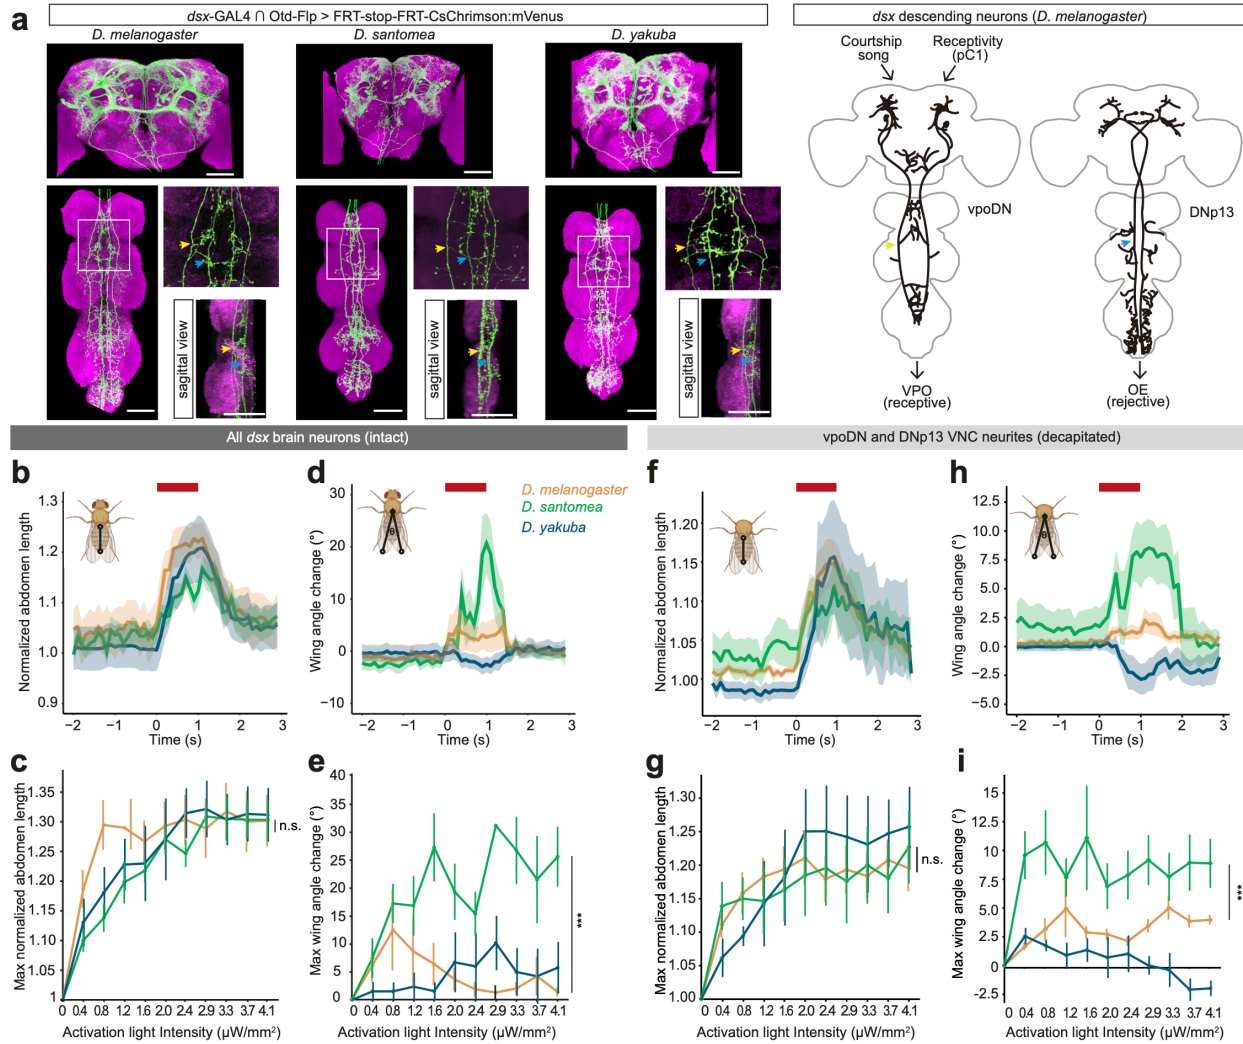 a
dsx-GAL4 ∩ Otd-Flp > FRT-stop-FRT-CsChrimson:mVenus
D. melanogaster
D. santomea
D. yakuba
sagittal view
sagittal view
sagittal view
dsx descending neurons (D. melanogaster)
Courtship
song
Receptivity
(pC1)
vpoDN
DNp13
VPO
(receptive)
OE
(rejective)
All dsx brain neurons (intact)
vpoDN and DNp13 VNC neurites (decapitated)
b
Normalized abdomen length
1.3
1.2
1.1
1.0
0.9
−2
−1
0
1
2
3
Time (s)
d
Wing angle change (°)
30
20
10
0
−10
θ
D. melanogaster
D. santomea
D. yakuba
−2
−1
0
1
2
3
Time (s)
f
Normalized abdomen length
1.20
1.15
1.10
1.05
1.00
−2
−1
0
1
2
3
Time (s)
h
Wing angle change (°)
12.5
10.0
7.5
5.0
2.5
0.0
−2.5
−5.0
θ
−2
−1
0
1
2
3
Time (s)
c
Max normalized abdomen length
1.35
1.30
1.20
1.15
1.10
1.05
1
n.s.
0
0.4
0.8
1.2
1.6
2.0
2.4
2.9
3.3
3.7
4.1
Activation light Intensity (µW/mm²)
e
Max wing angle change (°)
40
35
30
25
20
15
10
5
0
***
0
0.4
0.8
1.2
1.6
2.0
2.4
2.9
3.3
3.7
4.1
Activation light Intensity (µW/mm²)
g
Max normalized abdomen length
1.30
1.25
1.20
1.15
1.10
1.05
1.00
n.s.
0
0.4
0.8
1.2
1.6
2.0
2.4
2.9
3.3
3.7
4.1
Activation light Intensity (µW/mm²)
i
Max wing angle change (°)
15
10
7.5
5.0
2.5
0
−2.5
***
0
0.4
0.8
1.2
1.6
2.0
2.4
2.9
3.3
3.7
4.1
Activation light Intensity (µW/mm²)